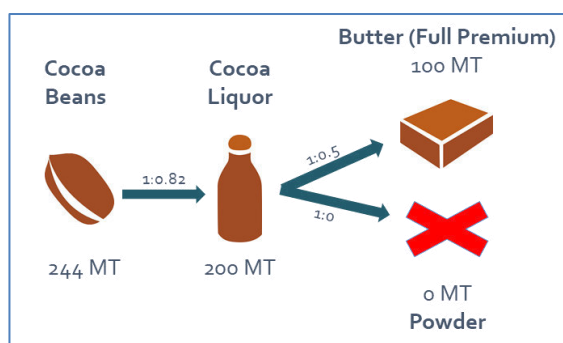 Cocoa
Beans
244 MT
1:0.82
Cocoa
Liquor
200 MT
1:0.5
1:0
Butter (Full Premium)
100 MT
0 MT
Powder